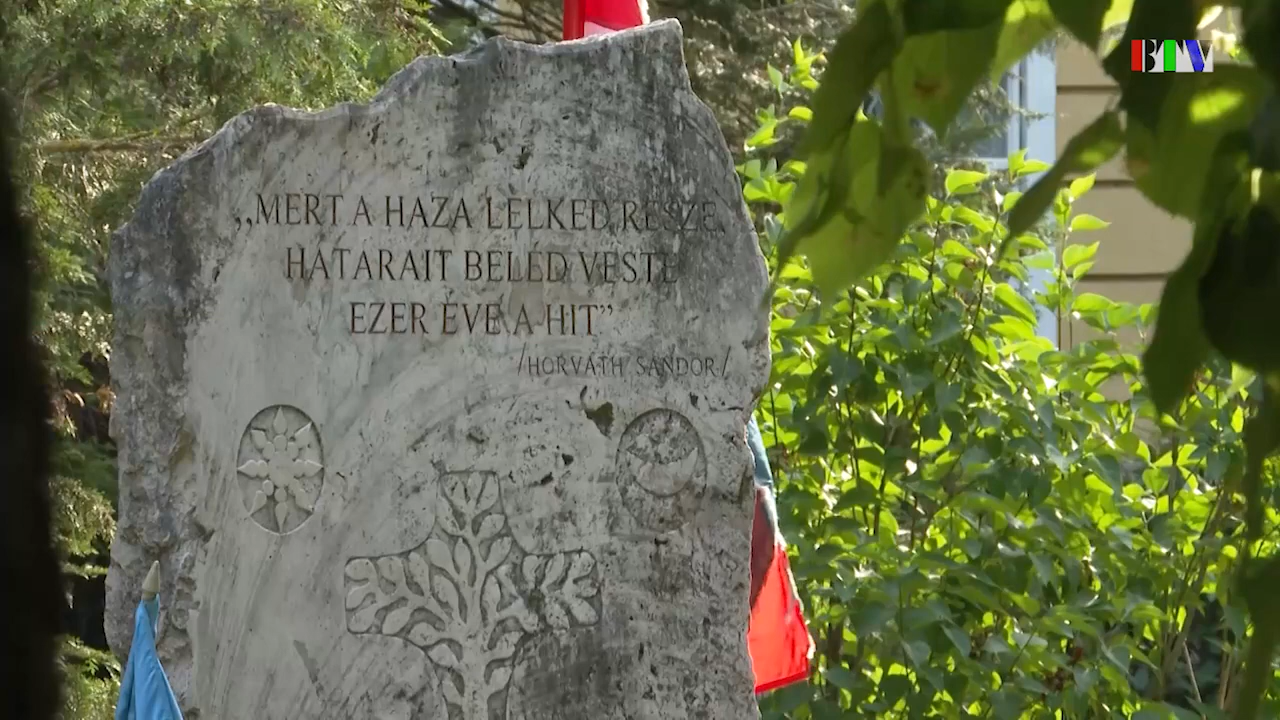 „MERT A HAZA LELKED RÉSZE,
HATÁRAIT BELÉD VÉSTE
EZER ÉVE A HIT”
/HORVÁTH SÁNDOR/
BTV